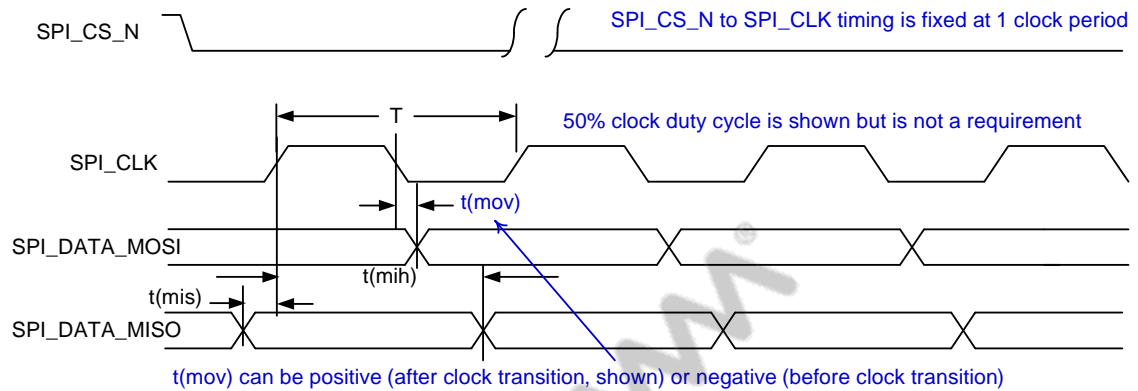 SPI_CS_N
SPI_CS_N to SPI_CLK timing is fixed at 1 clock period
T
50% clock duty cycle is shown but is not a requirement
SPI_CLK
t(mov)
SPI_DATA_MOSI
t(mih)
t(mis)
SPI_DATA_MISO
t(mov) can be positive (after clock transition, shown) or negative (before clock transition)